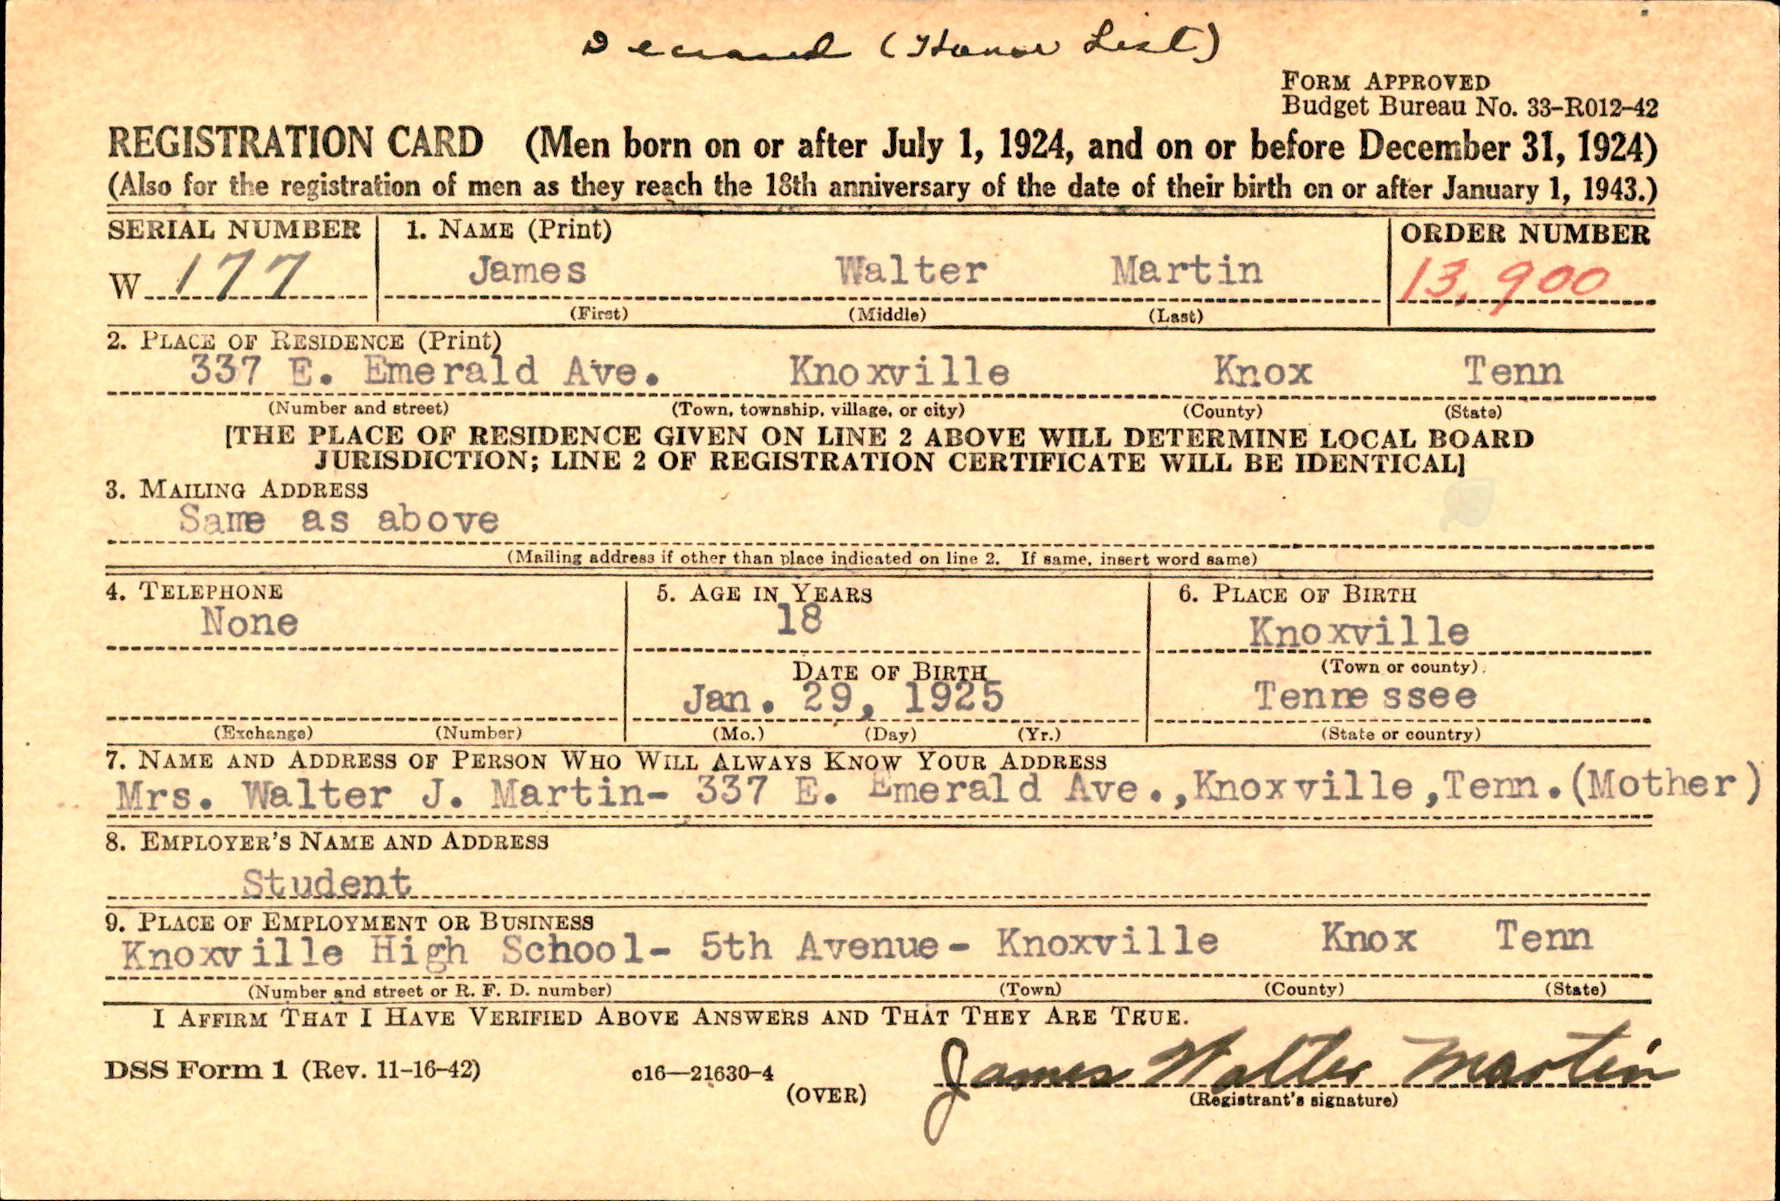 Deceased (Honor List)
FORM APPROVED
Budget Bureau No. 33-R012-42
REGISTRATION CARD (Men born on or after July 1, 1924, and on or before December 31, 1924)
(Also for the registration of men as they reach the 18th anniversary of the date of their birth on or after January 1, 1943.)
SERIAL NUMBER 1. NAME (Print) ORDER NUMBER
W 177 James Walter Martin 13,900
(First) (Middle) (Last)
2. PLACE OF RESIDENCE (Print)
337 E. Emerald Ave. Knoxville Knox Tenn
(Number and street) (Town, township, village, or city) (County) (State)
[THE PLACE OF RESIDENCE GIVEN ON LINE 2 ABOVE WILL DETERMINE LOCAL BOARD
JURISDICTION; LINE 2 OF REGISTRATION CERTIFICATE WILL BE IDENTICAL]
3. MAILING ADDRESS
Same as above
(Mailing address if other than place indicated on line 2. If same, insert word same)
4. TELEPHONE 5. AGE IN YEARS 6. PLACE OF BIRTH
None 18 Knoxville
(Town or county)
DATE OF BIRTH
Jan. 29, 1925 Tennessee
(Exchange) (Number) (Mo.) (Day) (Yr.) (State or country)
7. NAME AND ADDRESS OF PERSON WHO WILL ALWAYS KNOW YOUR ADDRESS
Mrs. Walter J. Martin- 337 E. Emerald Ave.,Knoxville,Tenn.(Mother)
8. EMPLOYER'S NAME AND ADDRESS
Student
9. PLACE OF EMPLOYMENT OR BUSINESS
Knoxville High School- 5th Avenue- Knoxville Knox Tenn
(Number and street or R. F. D. number) (Town) (County) (State)
I AFFIRM THAT I HAVE VERIFIED ABOVE ANSWERS AND THAT THEY ARE TRUE.
DSS Form 1 (Rev. 11-16-42) c16—21630-4 (OVER) James Walter Martin
(Registrant's signature)